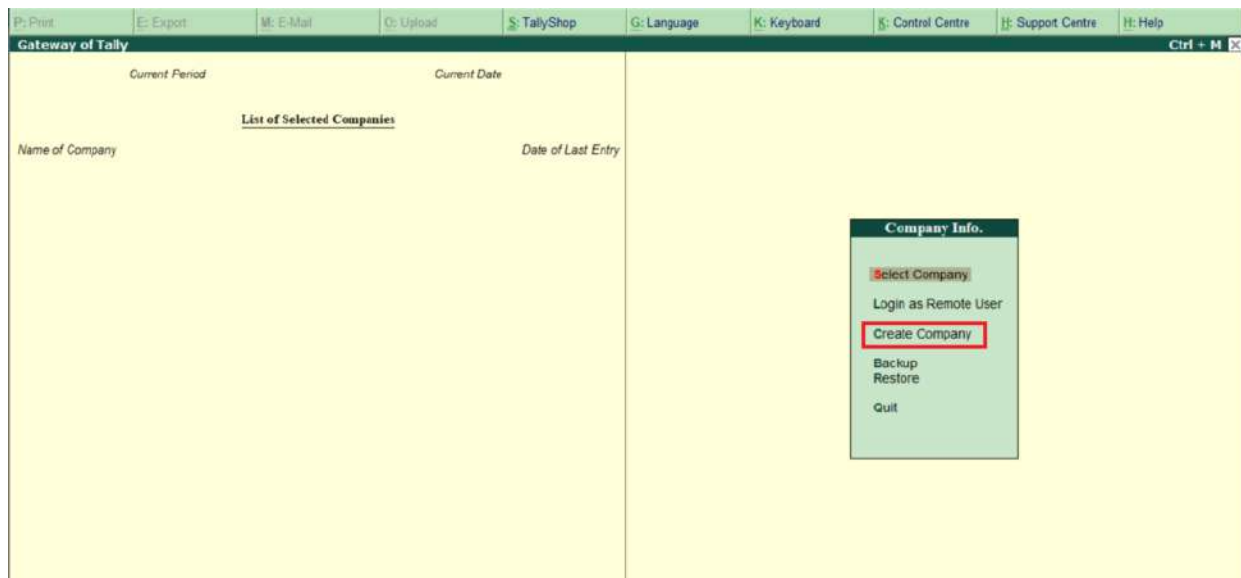 P: Print E: Export M: E-Mail O: Upload S: TallyShop G: Language K: Keyboard K: Control Centre H: Support Centre H: Help
Gateway of Tally Ctrl + M
Current Period Current Date
List of Selected Companies
Name of Company Date of Last Entry
Company Info.
Select Company
Login as Remote User
Create Company
Backup
Restore
Quit